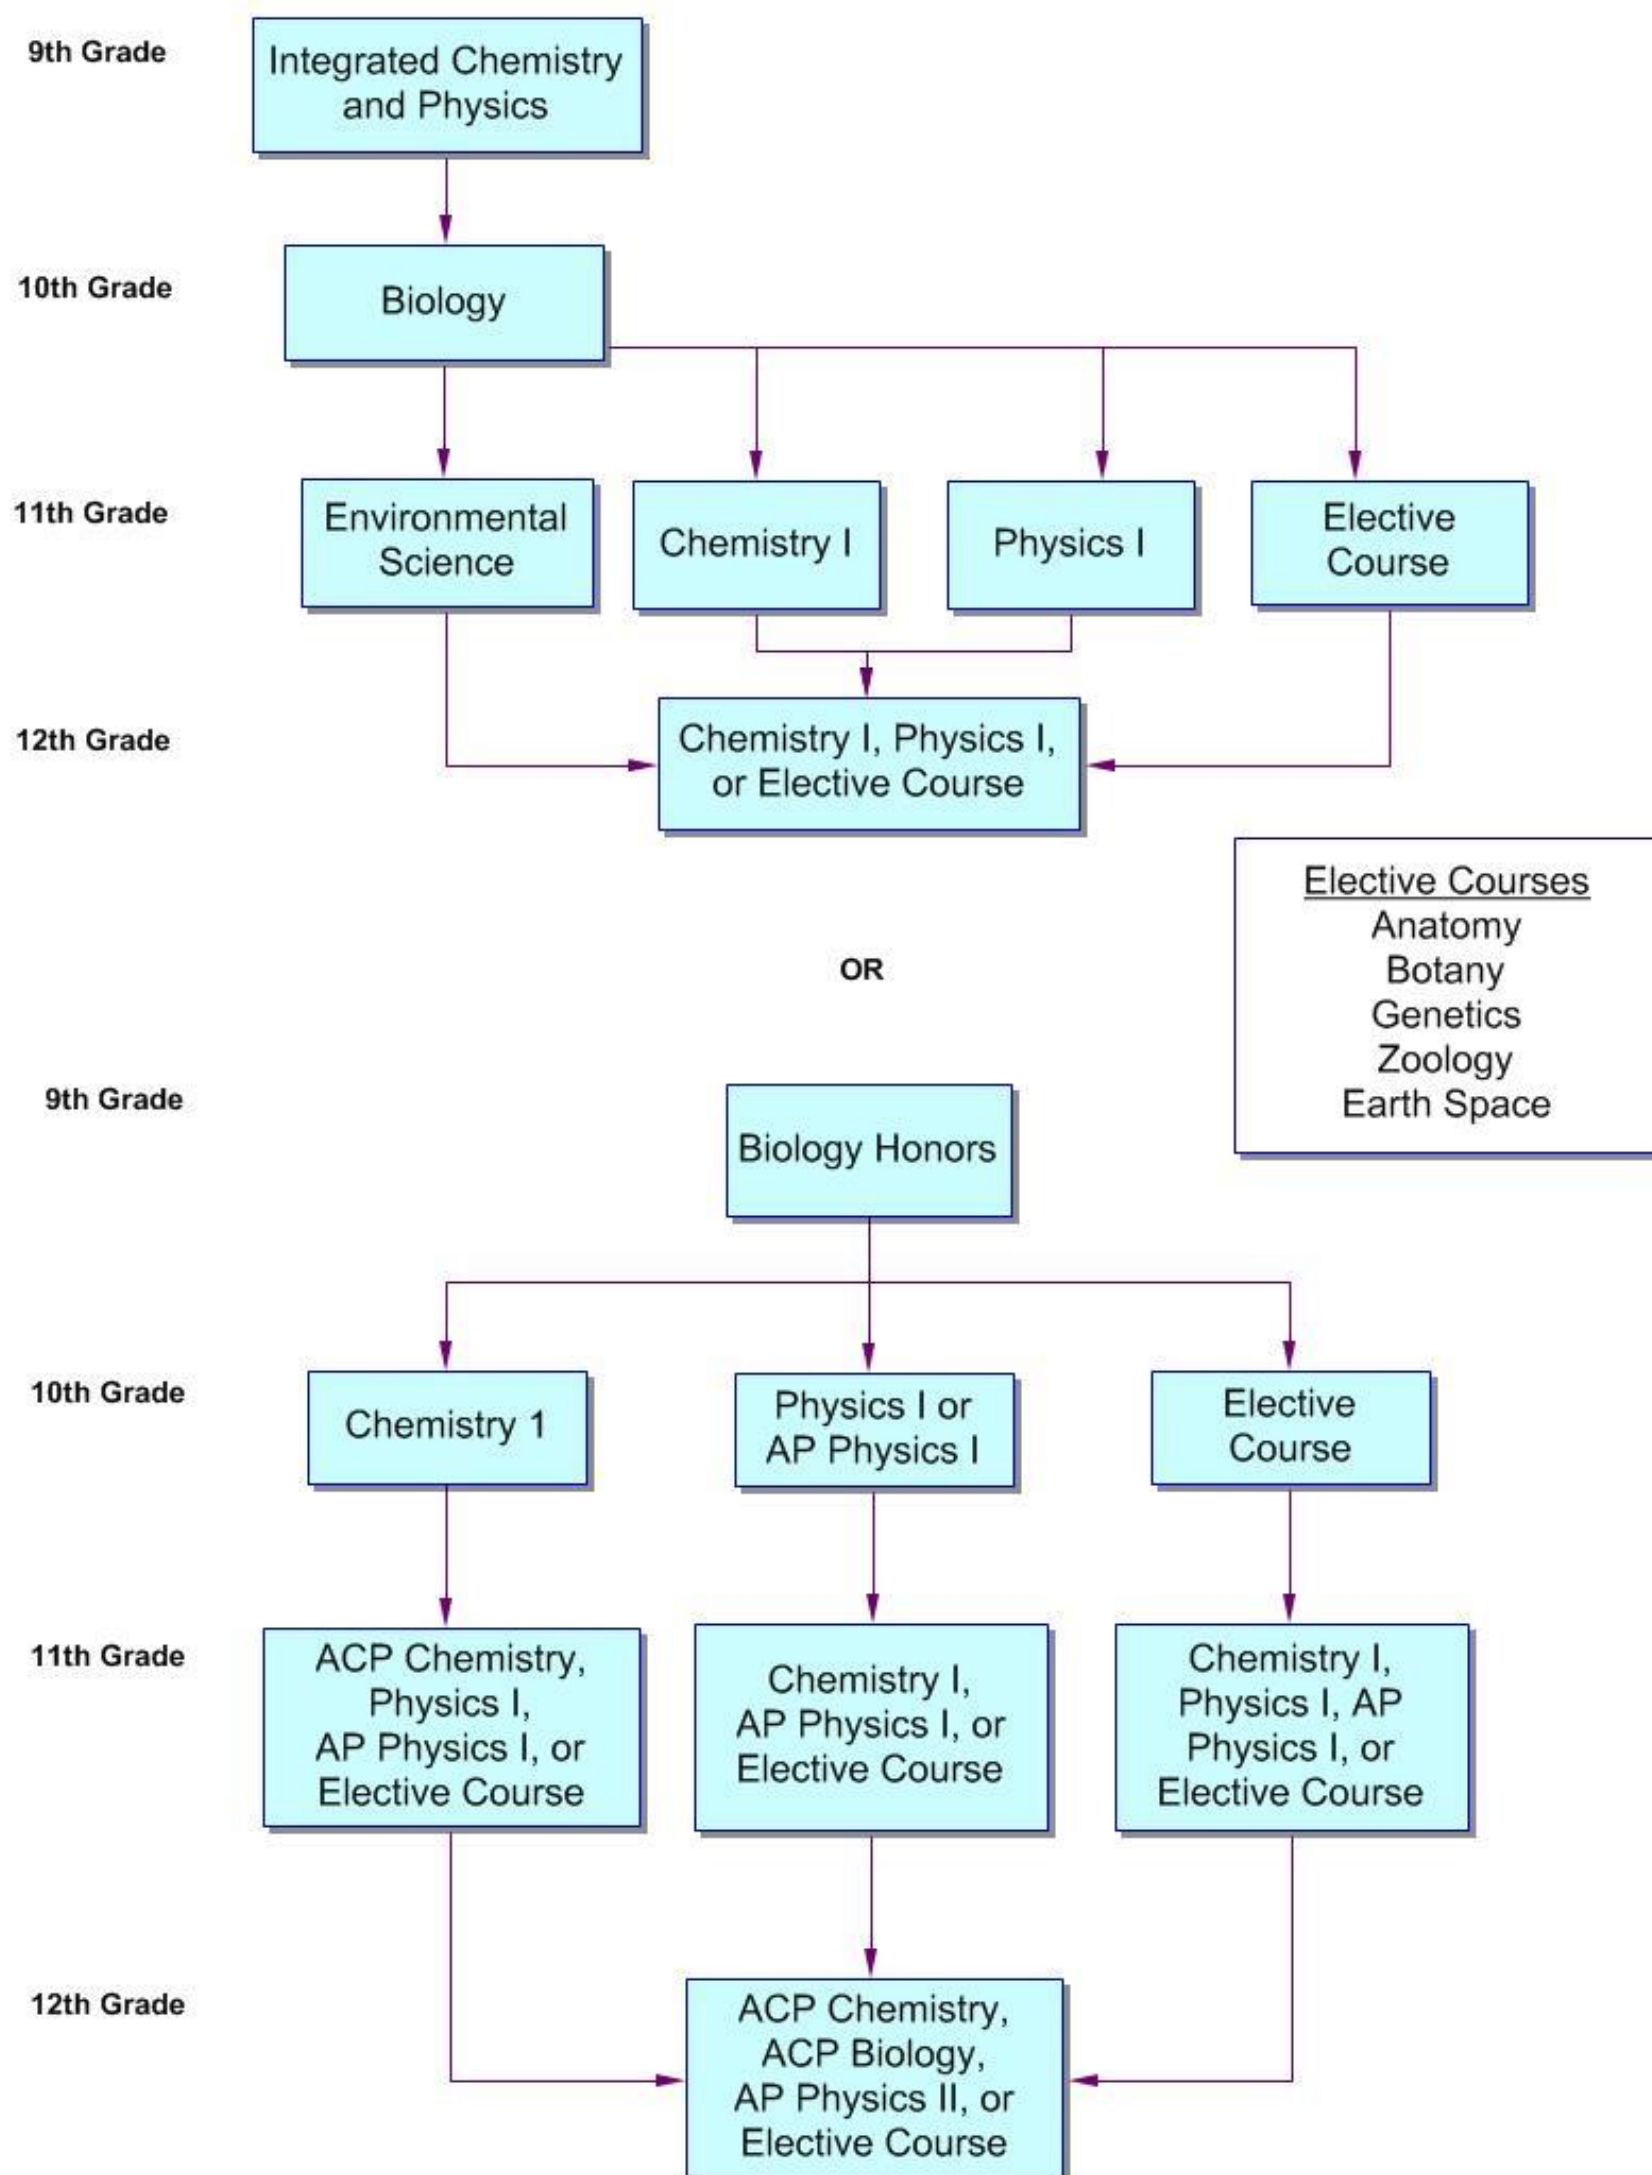 9th Grade
Integrated Chemistry
and Physics
10th Grade
Biology
11th Grade
Environmental
Science
Chemistry I
Physics I
Elective
Course
12th Grade
Chemistry I, Physics I,
or Elective Course
Elective Courses
Anatomy
Botany
Genetics
Zoology
Earth Space
OR
9th Grade
Biology Honors
10th Grade
Chemistry 1
Physics I or
AP Physics I
Elective
Course
11th Grade
ACP Chemistry,
Physics I,
AP Physics I, or
Elective Course
Chemistry I,
AP Physics I, or
Elective Course
Chemistry I,
Physics I, AP
Physics I, or
Elective Course
12th Grade
ACP Chemistry,
ACP Biology,
AP Physics II, or
Elective Course